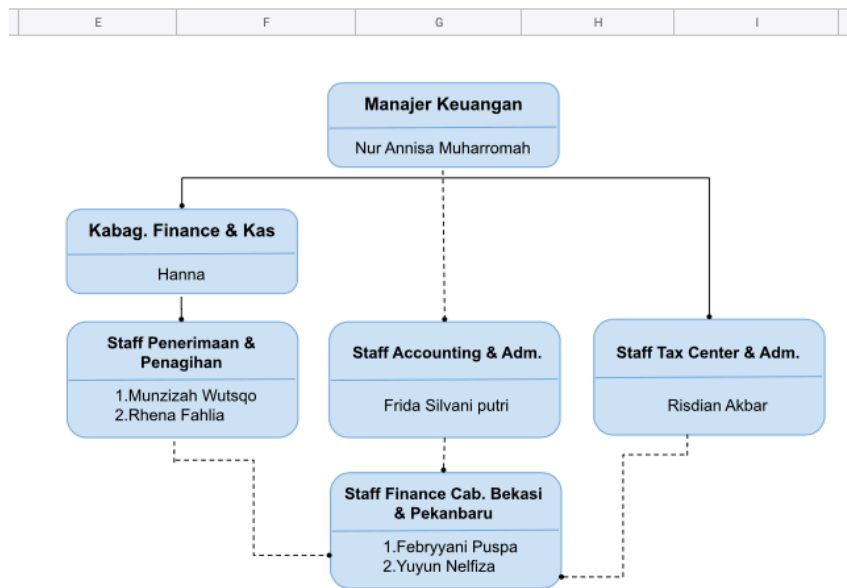 E F G H I
Manajer Keuangan
Nur Annisa Muharromah
Kabag. Finance & Kas
Hanna
Staff Penerimaan &
Penagihan
1.Munzizah Wutsqo
2.Rhena Fahlia
Staff Accounting & Adm.
Frida Silvani putri
Staff Tax Center & Adm.
Risdian Akbar
Staff Finance Cab. Bekasi
& Pekanbaru
1.Febryyani Puspa
2.Yuyun Nelfiza